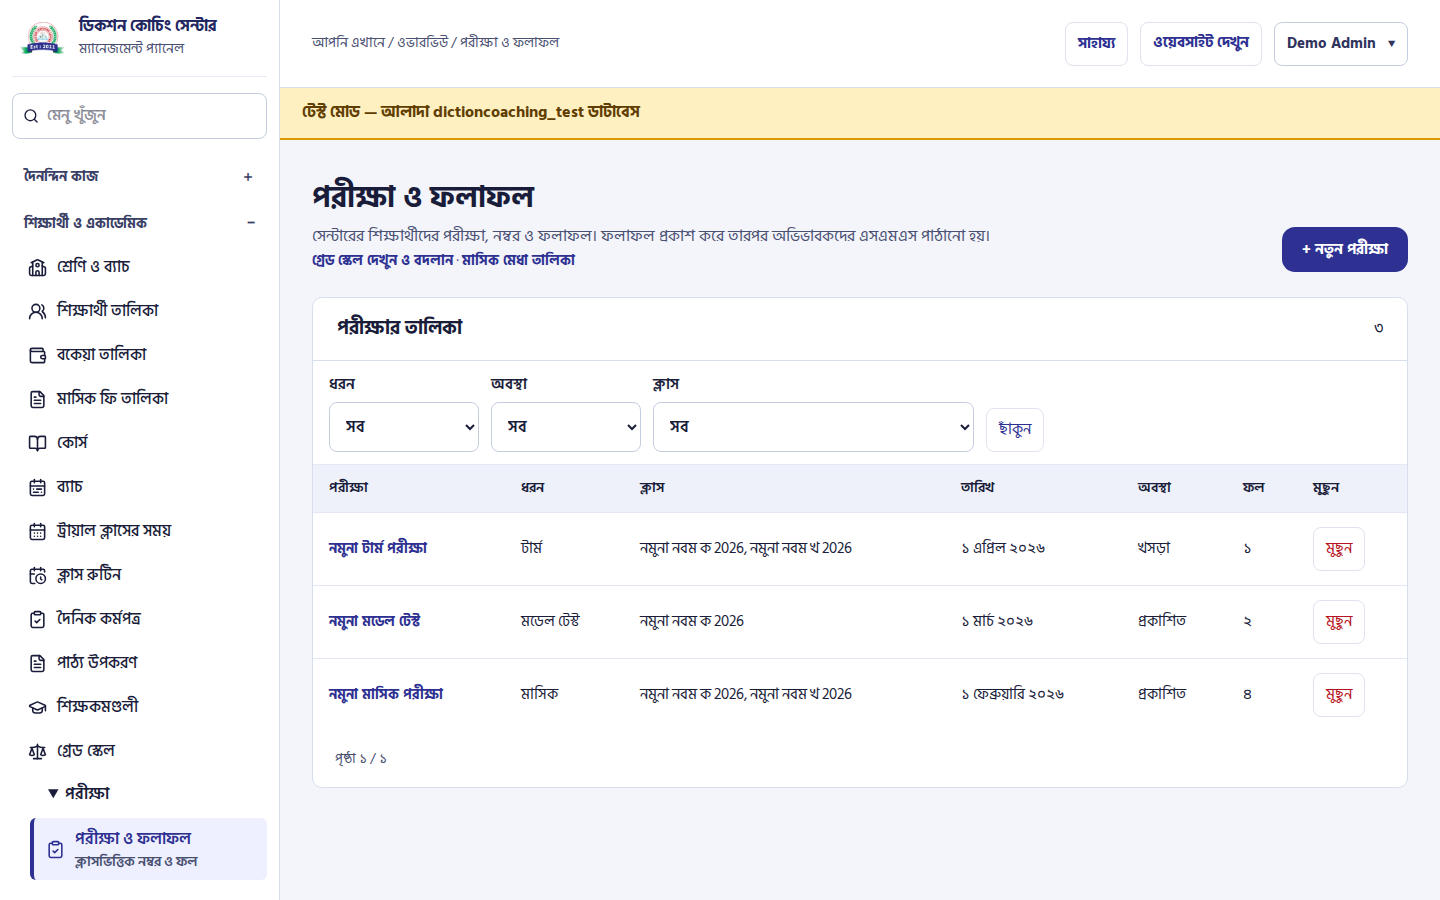 ডিকশন কোচিং সেন্টার
ম্যানেজমেন্ট প্যানেল
Est : 2011
মেনু খুঁজুন
দৈনন্দিন কাজ +
শিক্ষার্থী ও একাডেমিক −
শ্রেণি ও ব্যাচ
শিক্ষার্থী তালিকা
বকেয়া তালিকা
মাসিক ফি তালিকা
কোর্স
ব্যাচ
ট্রায়াল ক্লাসের সময়
ক্লাস রুটিন
দৈনিক কর্মপত্র
পাঠ্য উপকরণ
শিক্ষকমণ্ডলী
গ্রেড স্কেল
▼ পরীক্ষা
পরীক্ষা ও ফলাফল
ক্লাসভিত্তিক নম্বর ও ফল
আপনি এখানে / ওভারভিউ / পরীক্ষা ও ফলাফল
সাহায্য
ওয়েবসাইট দেখুন
Demo Admin ▼
টেস্ট মোড — আলাদা dictioncoaching_test ডাটাবেস
পরীক্ষা ও ফলাফল
সেন্টারের শিক্ষার্থীদের পরীক্ষা, নম্বর ও ফলাফল। ফলাফল প্রকাশ করে তারপর অভিভাবকদের এসএমএস পাঠানো হয়।
গ্রেড স্কেল দেখুন ও বদলান · মাসিক মেধা তালিকা
+ নতুন পরীক্ষা
পরীক্ষার তালিকা ৩
ধরন অবস্থা ক্লাস
সব সব সব ছাঁকুন
পরীক্ষা ধরন ক্লাস তারিখ অবস্থা ফল মুছুন
নমুনা টার্ম পরীক্ষা টার্ম নমুনা নবম ক 2026, নমুনা নবম খ 2026 ১ এপ্রিল ২০২৬ খসড়া ১ মুছুন
নমুনা মডেল টেস্ট মডেল টেস্ট নমুনা নবম ক 2026 ১ মার্চ ২০২৬ প্রকাশিত ২ মুছুন
নমুনা মাসিক পরীক্ষা মাসিক নমুনা নবম ক 2026, নমুনা নবম খ 2026 ১ ফেব্রুয়ারি ২০২৬ প্রকাশিত ৪ মুছুন
পৃষ্ঠা ১ / ১